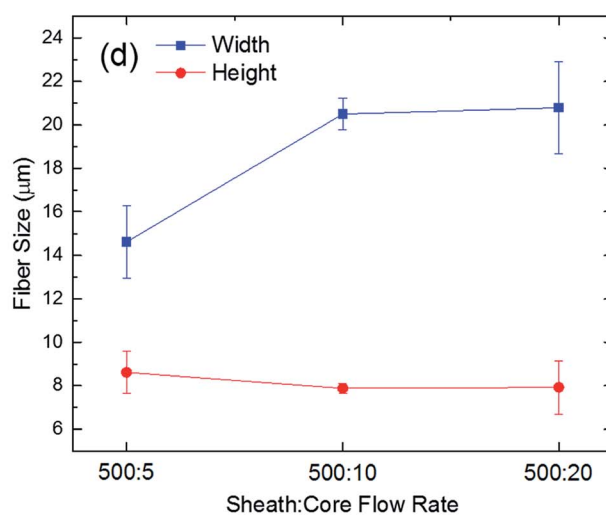 (d)
Width
Height
24
22
20
18
16
14
12
10
8
6
Fiber Size (μm)
500:5 500:10 500:20
Sheath:Core Flow Rate